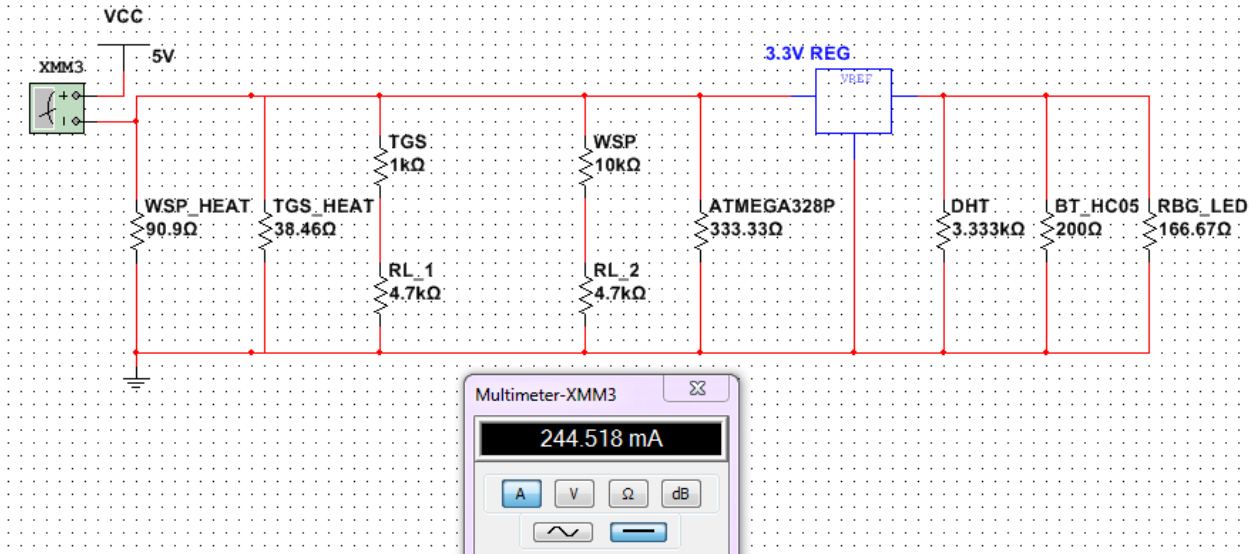 VCC
5V
XMM3
3.3V REG
VREF
TGS
1kΩ
WSP
10kΩ
WSP_HEAT
90.9Ω
TGS_HEAT
38.46Ω
ATMEGA328P
333.33Ω
DHT
3.333kΩ
BT_HC05
200Ω
RBG_LED
166.67Ω
RL_1
4.7kΩ
RL_2
4.7kΩ
Multimeter-XMM3
244.518 mA
A V Ω dB